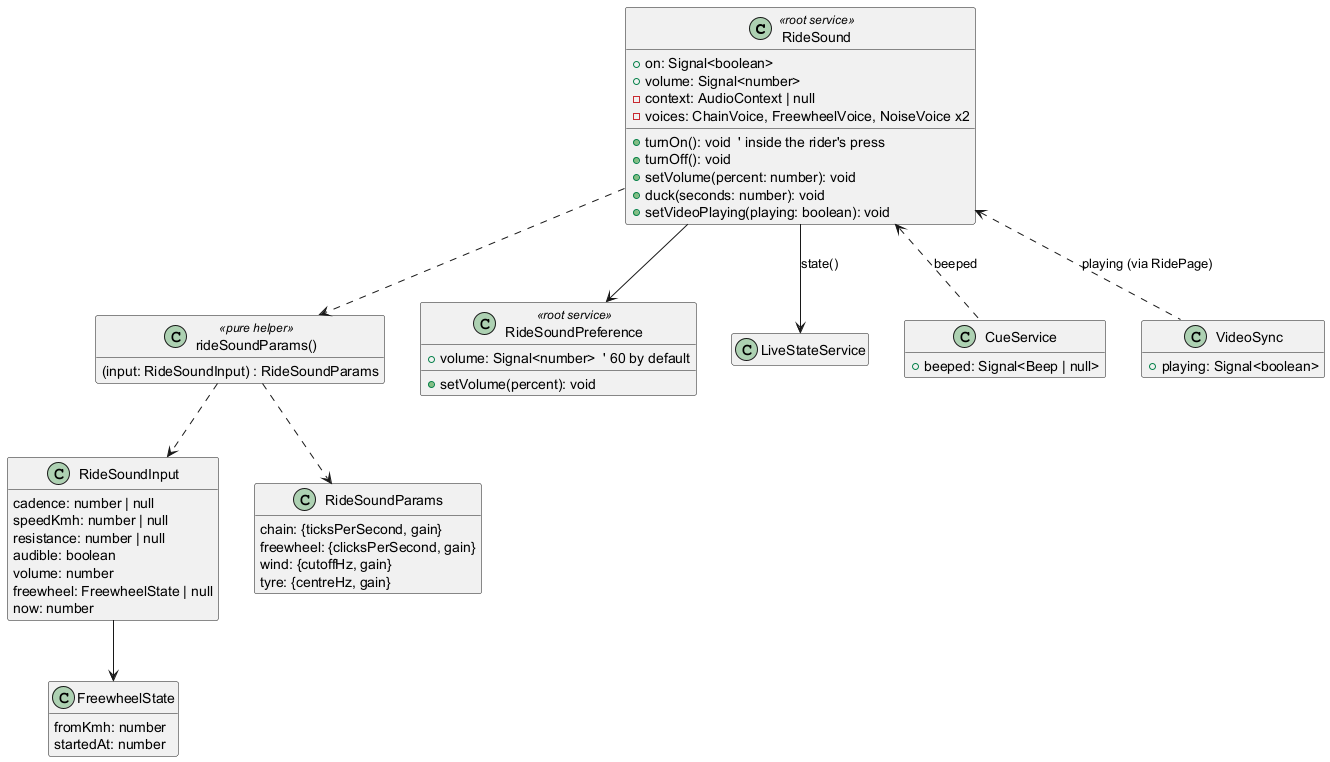 «root service»
C RideSound
on: Signal<boolean>
volume: Signal<number>
context: AudioContext | null
voices: ChainVoice, FreewheelVoice, NoiseVoice x2
turnOn(): void ' inside the rider's press
turnOff(): void
setVolume(percent: number): void
duck(seconds: number): void
setVideoPlaying(playing: boolean): void
state()
beeped
playing (via RidePage)
«pure helper»
C rideSoundParams()
(input: RideSoundInput) : RideSoundParams
«root service»
C RideSoundPreference
volume: Signal<number> ' 60 by default
setVolume(percent): void
C LiveStateService
C CueService
beeped: Signal<Beep | null>
C VideoSync
playing: Signal<boolean>
C RideSoundInput
cadence: number | null
speedKmh: number | null
resistance: number | null
audible: boolean
volume: number
freewheel: FreewheelState | null
now: number
C RideSoundParams
chain: {ticksPerSecond, gain}
freewheel: {clicksPerSecond, gain}
wind: {cutoffHz, gain}
tyre: {centreHz, gain}
C FreewheelState
fromKmh: number
startedAt: number